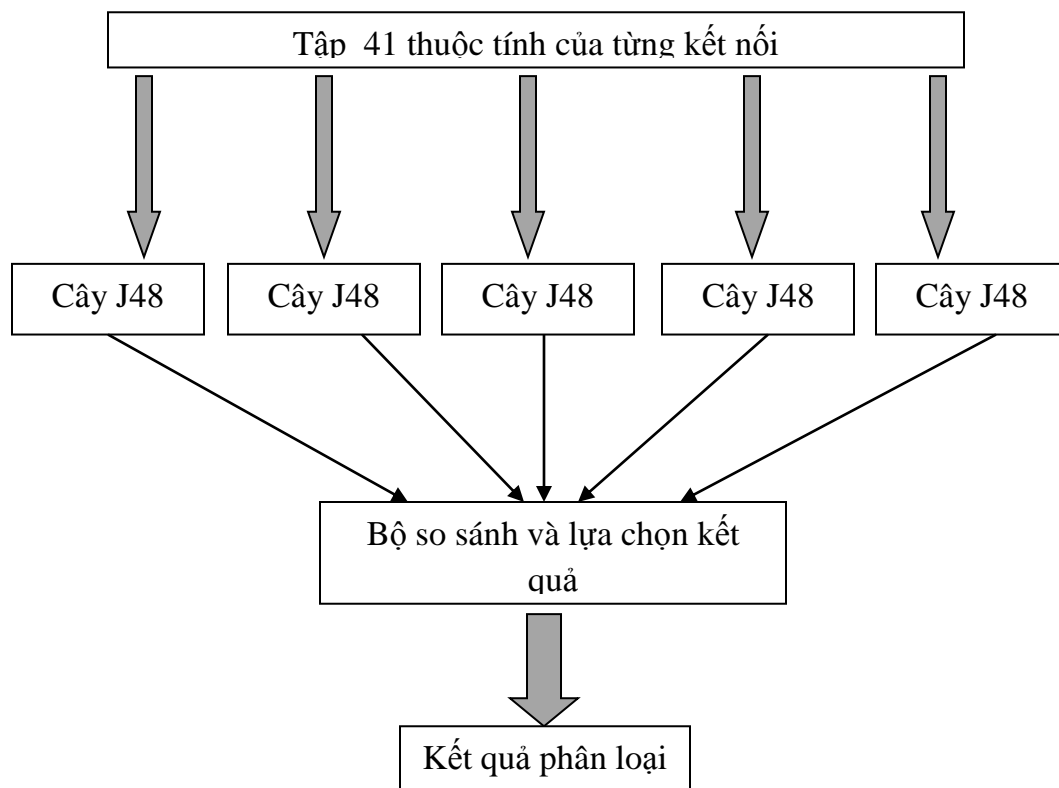 Tập 41 thuộc tính của từng kết nối
Cây J48
Cây J48
Cây J48
Cây J48
Cây J48
Bộ so sánh và lựa chọn kết
quả
Kết quả phân loại